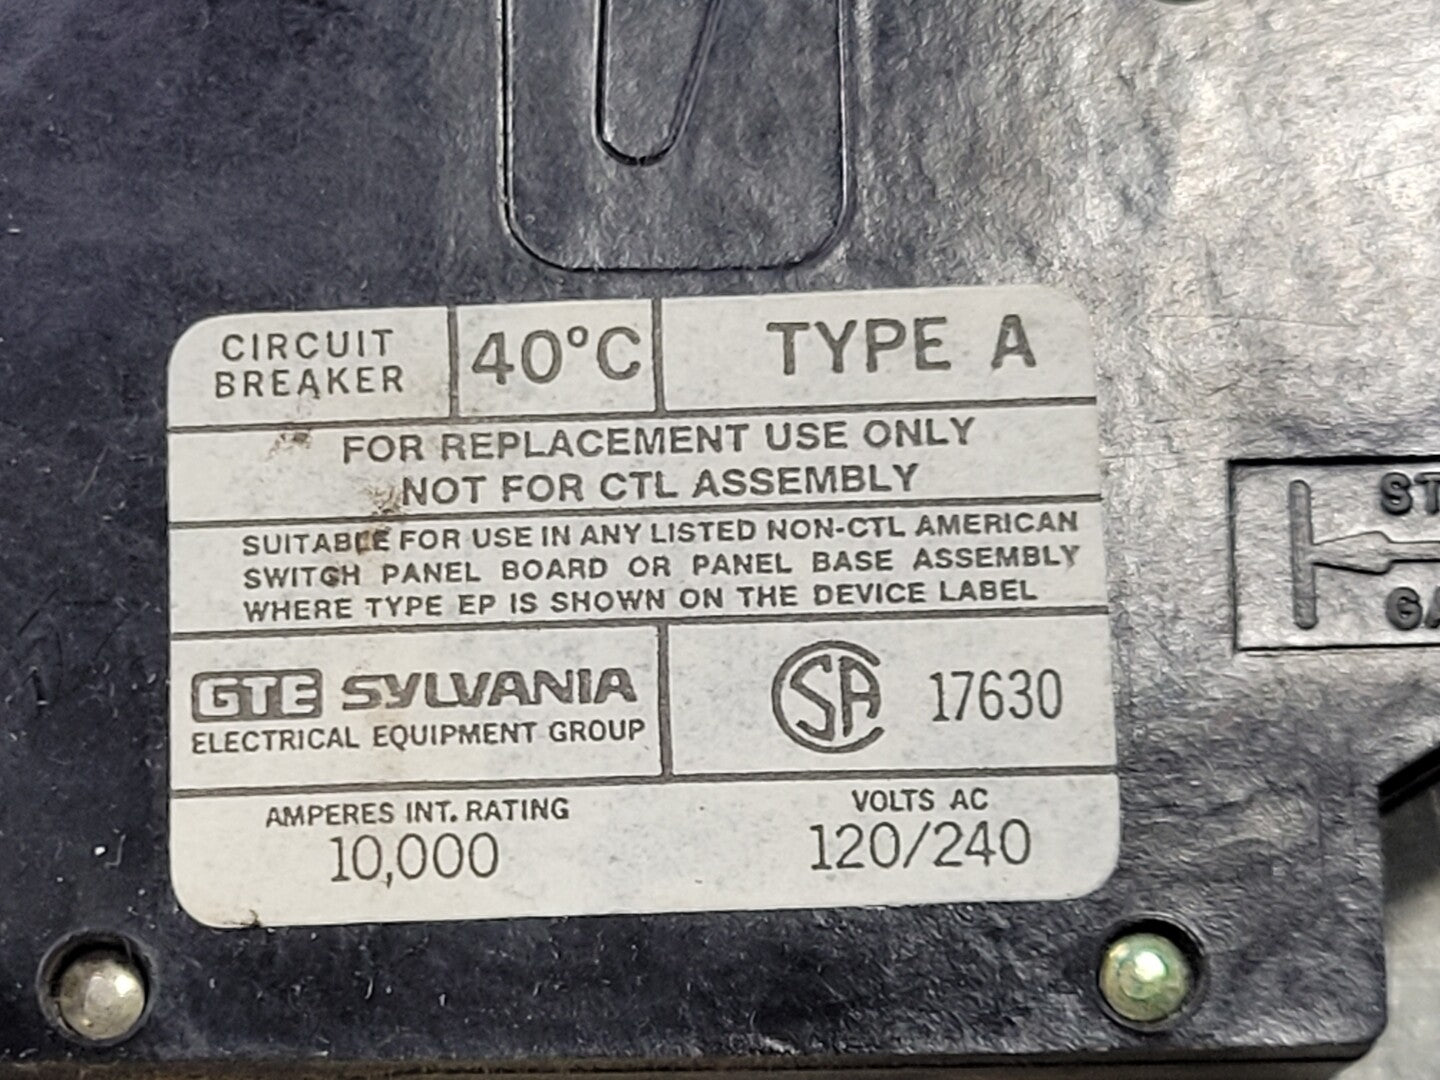 CIRCUIT BREAKER
40°C
TYPE A
FOR REPLACEMENT USE ONLY
NOT FOR CTL ASSEMBLY
SUITABLE FOR USE IN ANY LISTED NON-CTL AMERICAN
SWITCH PANEL BOARD OR PANEL BASE ASSEMBLY
WHERE TYPE EP IS SHOWN ON THE DEVICE LABEL
GTE SYLVANIA
ELECTRICAL EQUIPMENT GROUP
SA 17630
AMPERES INT. RATING
10,000
VOLTS AC
120/240